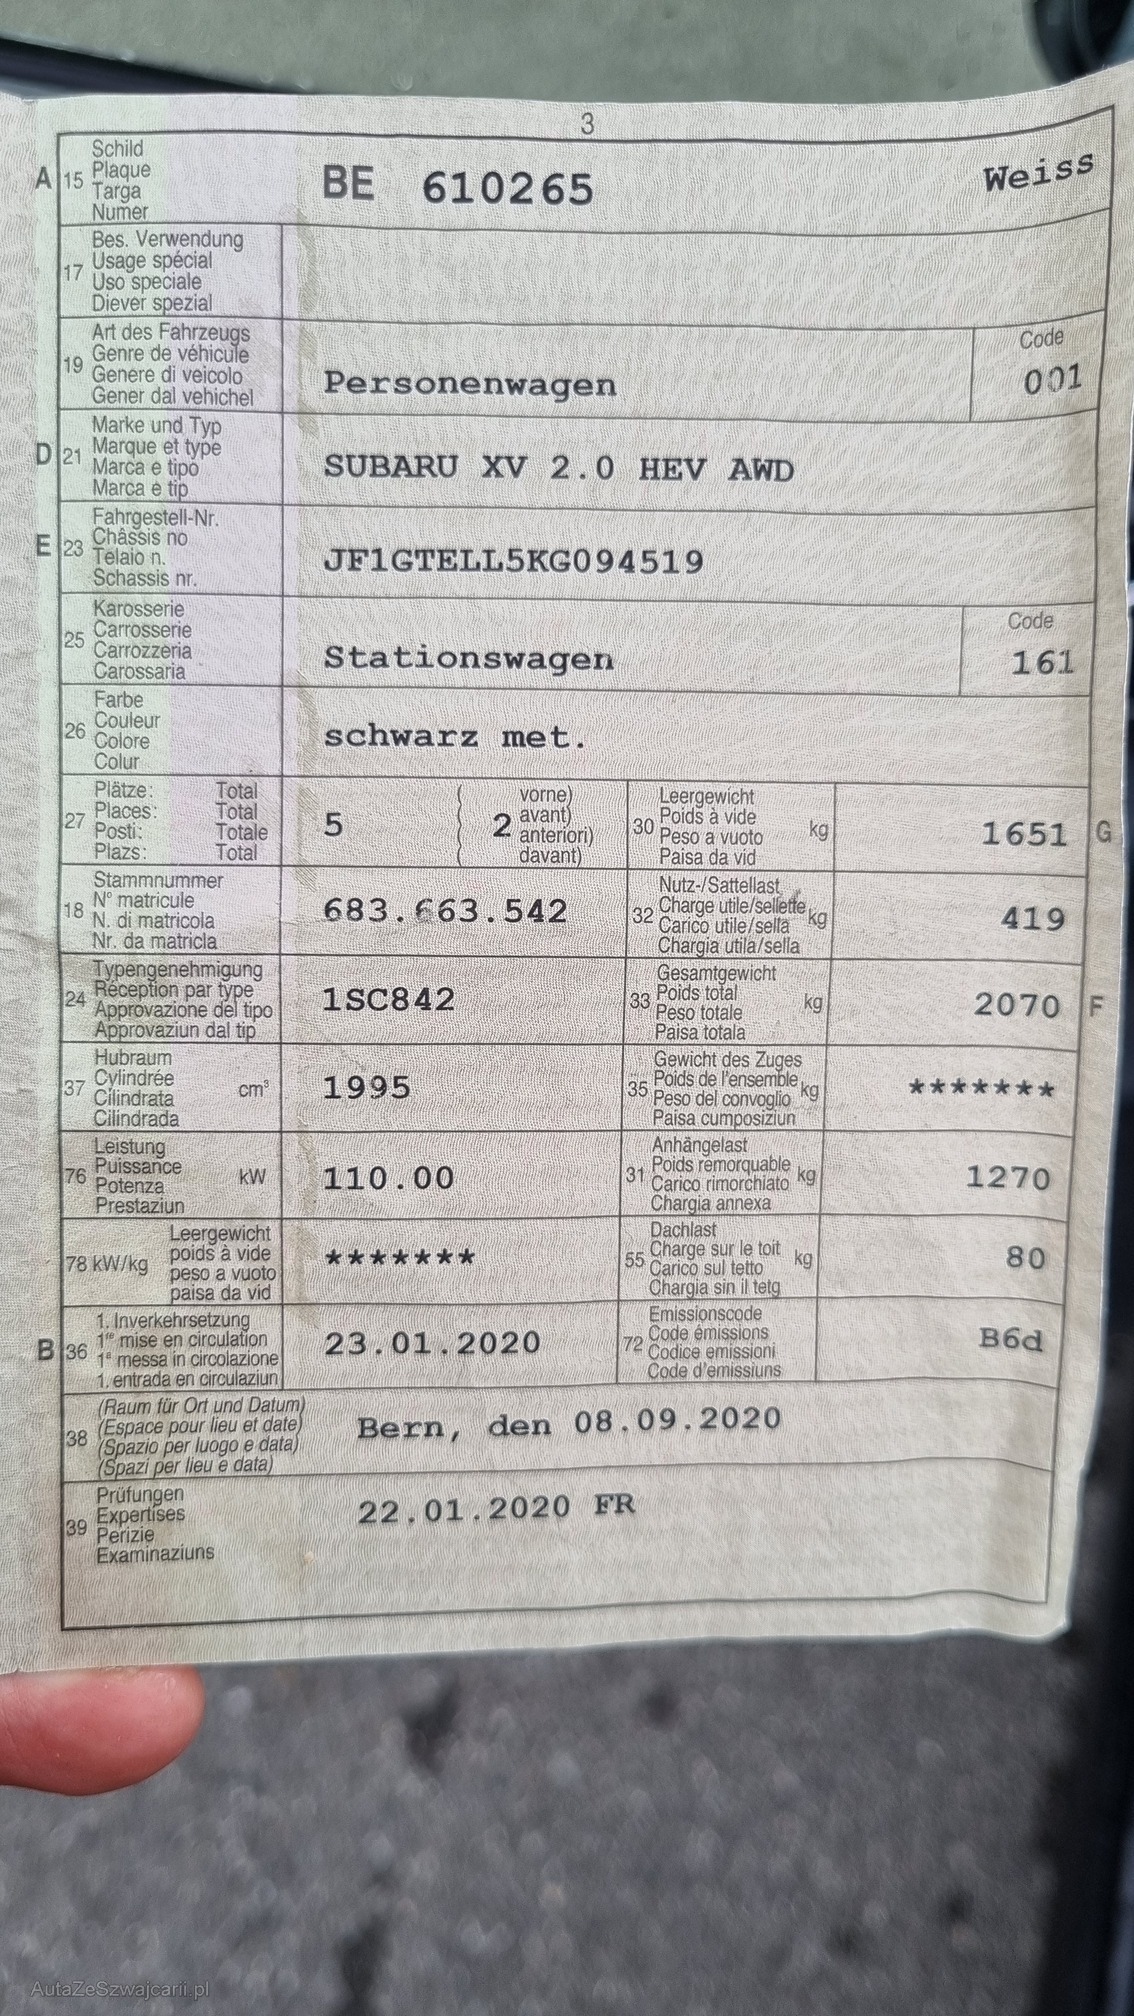 3
A 15 Schild
Plaque
Targa
Numer
BE 610265 Weiss
17 Bes. Verwendung
Usage spécial
Uso speciale
Diever spezial
19 Art des Fahrzeugs
Genre de véhicule
Genere di veicolo
Gener dal vehichel
Personenwagen
Code
001
D 21 Marke und Typ
Marque et type
Marca e tipo
Marca e tip
SUBARU XV 2.0 HEV AWD
E 23 Fahrgestell-Nr.
Châssis no
Telaio n.
Schassis nr.
JF1GTELL5KG094519
25 Karosserie
Carrosserie
Carrozzeria
Carossaria
Stationswagen
Code
161
26 Farbe
Couleur
Colore
Colur
schwarz met.
27 Plätze: Total
Places: Total
Posti: Totale
Plazs: Total
5
2
( vorne)
avant)
anteriori)
( davant)
30 Leergewicht
Poids à vide
Peso a vuoto
Paisa da vid
kg
1651 G
18 Stammnummer
N° matricule
N. di matricola
Nr. da matricla
683.663.542
32 Nutz-/Sattellast
Charge utile/sellette
Carico utile/sella
Chargia utila/sella
kg
419
24 Typengenehmigung
Réception par type
Approvazione del tipo
Approvaziun dal tip
1SC842
33 Gesamtgewicht
Poids total
Peso totale
Paisa totala
kg
2070 F
37 Hubraum
Cylindrée
Cilindrata
Cilindrada
cm³
1995
35 Gewicht des Zuges
Poids de l'ensemble
Peso del convoglio
Paisa cumposiziun
kg
*******
76 Leistung
Puissance
Potenza
Prestaziun
kW
110.00
31 Anhängelast
Poids remorquable
Carico rimorchiato
Chargia annexa
kg
1270
78 kW/kg
Leergewicht
poids à vide
peso a vuoto
paisa da vid
*******
55 Dachlast
Charge sur le toit
Carico sul tetto
Chargia sin il tetg
kg
80
B 36 1. Inverkehrsetzung
1re mise en circulation
1a messa in circolazione
1. entrada en circulaziun
23.01.2020
72 Emissionscode
Code émissions
Codice emissioni
Code d'emissiuns
B6d
38 (Raum für Ort und Datum)
(Espace pour lieu et date)
(Spazio per luogo e data)
(Spazi per lieu e data)
Bern, den 08.09.2020
39 Prüfungen
Expertises
Perizie
Examinaziuns
22.01.2020 FR
AutaZeSzwajcarii.pl